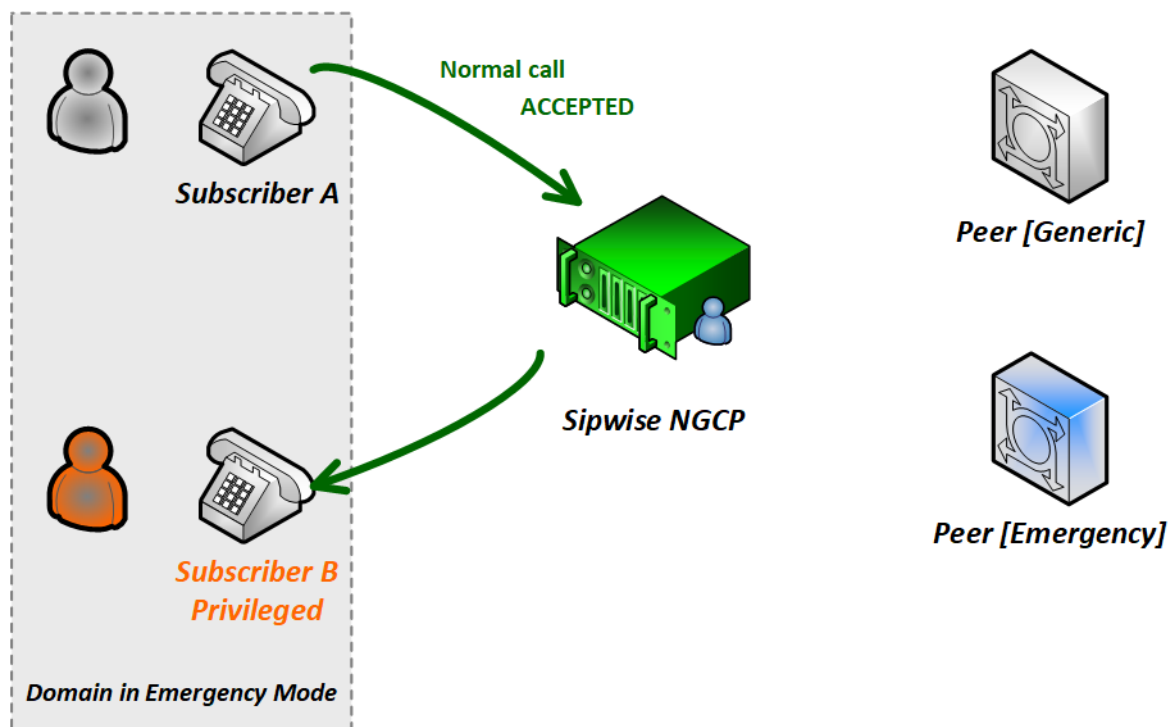 Normal call
ACCEPTED
Subscriber A
Peer [Generic]
Sipwise NGCP
Peer [Emergency]
Subscriber B
Privileged
Domain in Emergency Mode